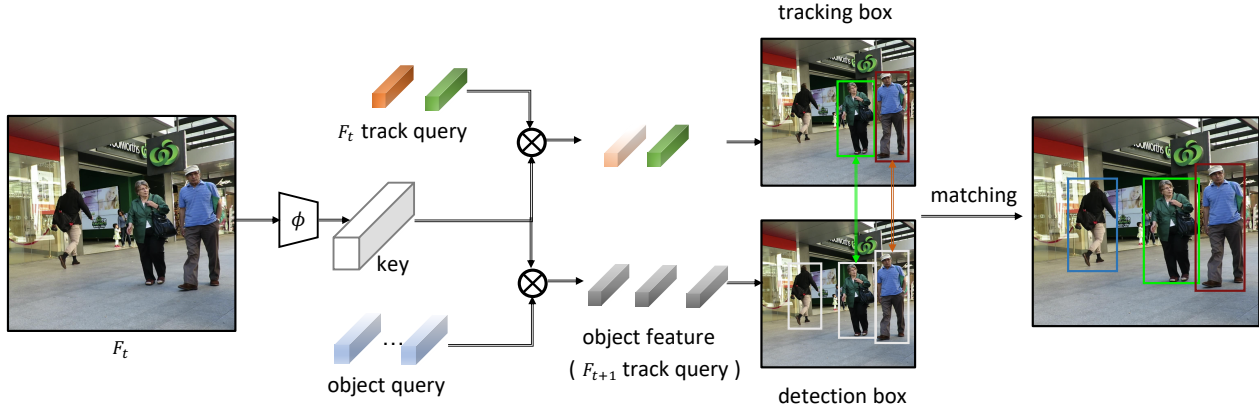 tracking box
F_t track query
ϕ
key
F_t
object query
object feature
( F_{t+1} track query )
matching
detection box